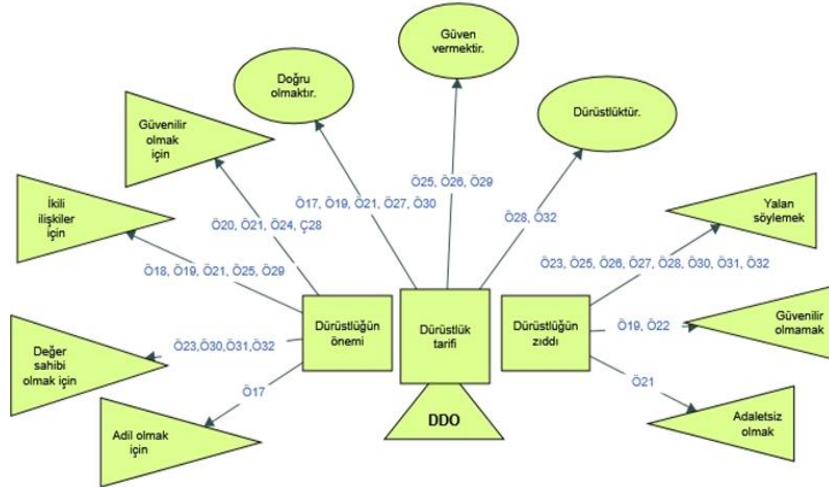 Güven
vermektir.
Doğru
olmaktır.
Dürüstlüktür.
Güvenilir
olmak
için
Ö25, Ö26, Ö29
Ö17, Ö19, Ö21, Ö27, Ö30
Ö28, Ö32
İkili
ilişkiler
için
Ö20, Ö21, Ö24, Ç28
Yalan
söylemek
Ö18, Ö19, Ö21, Ö25, Ö29
Ö23, Ö25, Ö26, Ö27, Ö28, Ö30, Ö31, Ö32
Dürüstlüğün
önemi
Dürüstlük
tarifi
Dürüstlüğün
zıddı
Güvenilir
olmamak
Ö19, Ö22
Değer
sahibi
olmak için
Ö23,Ö30,Ö31,Ö32
Ö17
Ö21
Adil olmak
için
DDO
Adaletsiz
olmak